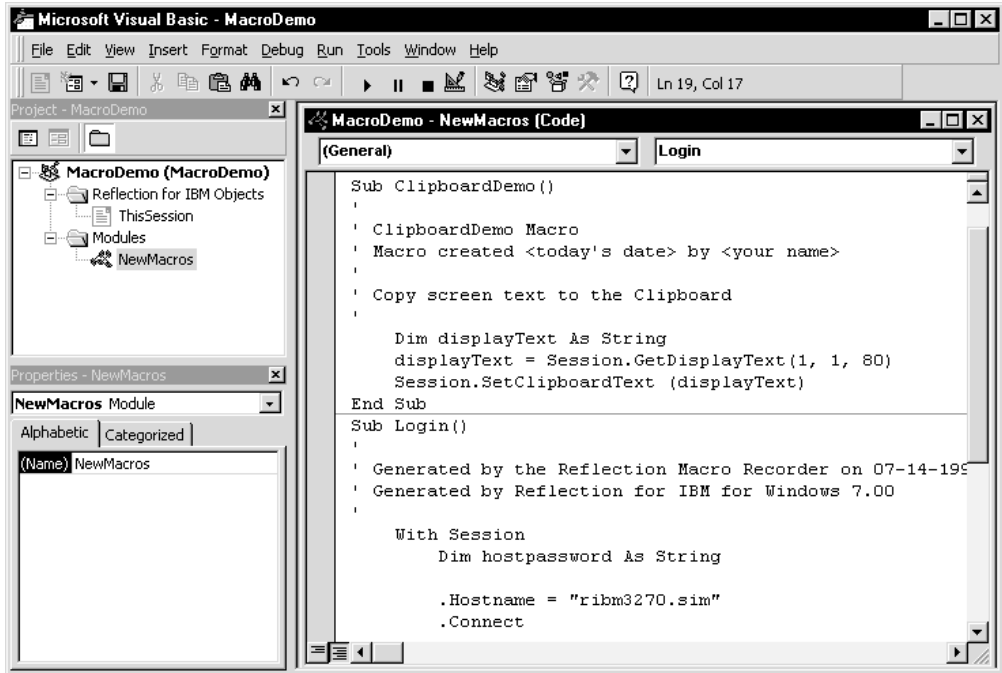 Microsoft Visual Basic - MacroDemo
File Edit View Insert Format Debug Run Tools Window Help
Ln 19, Col 17
Project - MacroDemo
MacroDemo (MacroDemo)
Reflection for IBM Objects
ThisSession
Modules
NewMacros
Properties - NewMacros
NewMacros Module
Alphabetic Categorized
(Name) NewMacros
MacroDemo - NewMacros (Code)
(General) Login
Sub ClipboardDemo()
'
' ClipboardDemo Macro
' Macro created <today's date> by <your name>
'
' Copy screen text to the Clipboard
'
Dim displayText As String
displayText = Session.GetDisplayText(1, 1, 80)
Session.SetClipboardText (displayText)
End Sub
Sub Login()
'
' Generated by the Reflection Macro Recorder on 07-14-199
' Generated by Reflection for IBM for Windows 7.00
'
With Session
Dim hostpassword As String
.Hostname = "ribm3270.sim"
.Connect